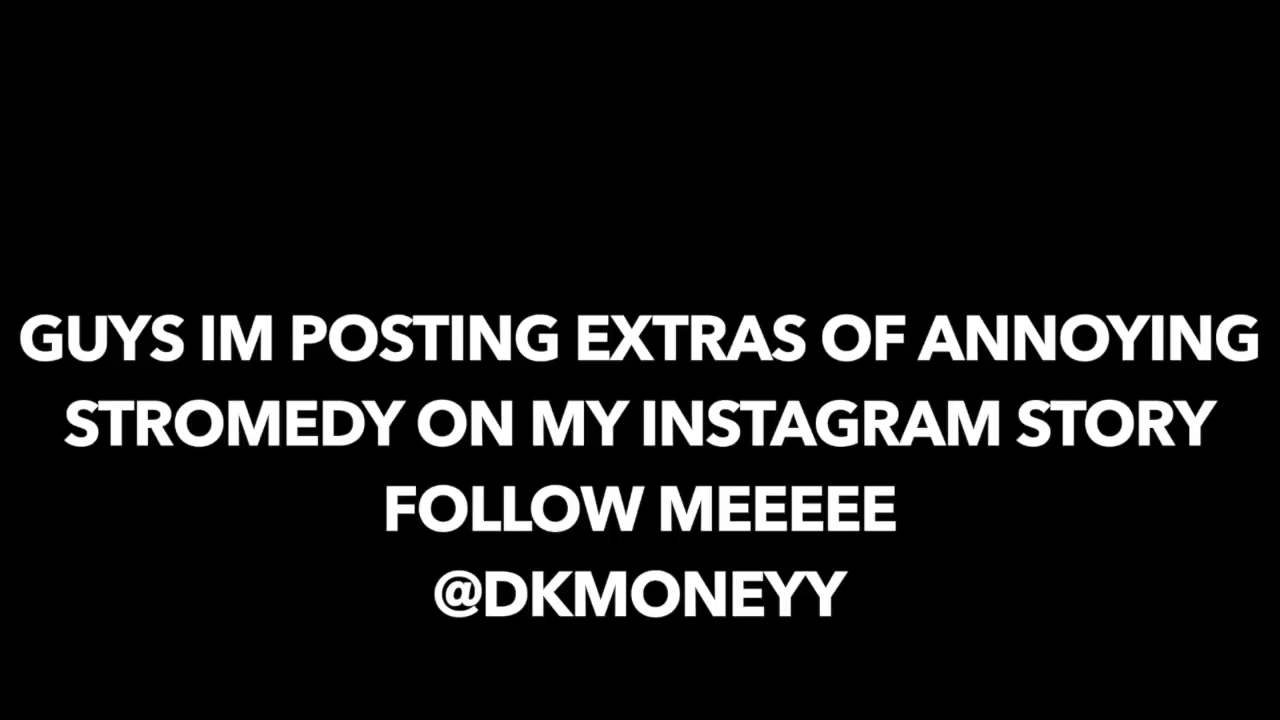 GUYS IM POSTING EXTRAS OF ANNOYING
STROMEDY ON MY INSTAGRAM STORY
FOLLOW MEEEEE
@DKMONEYY